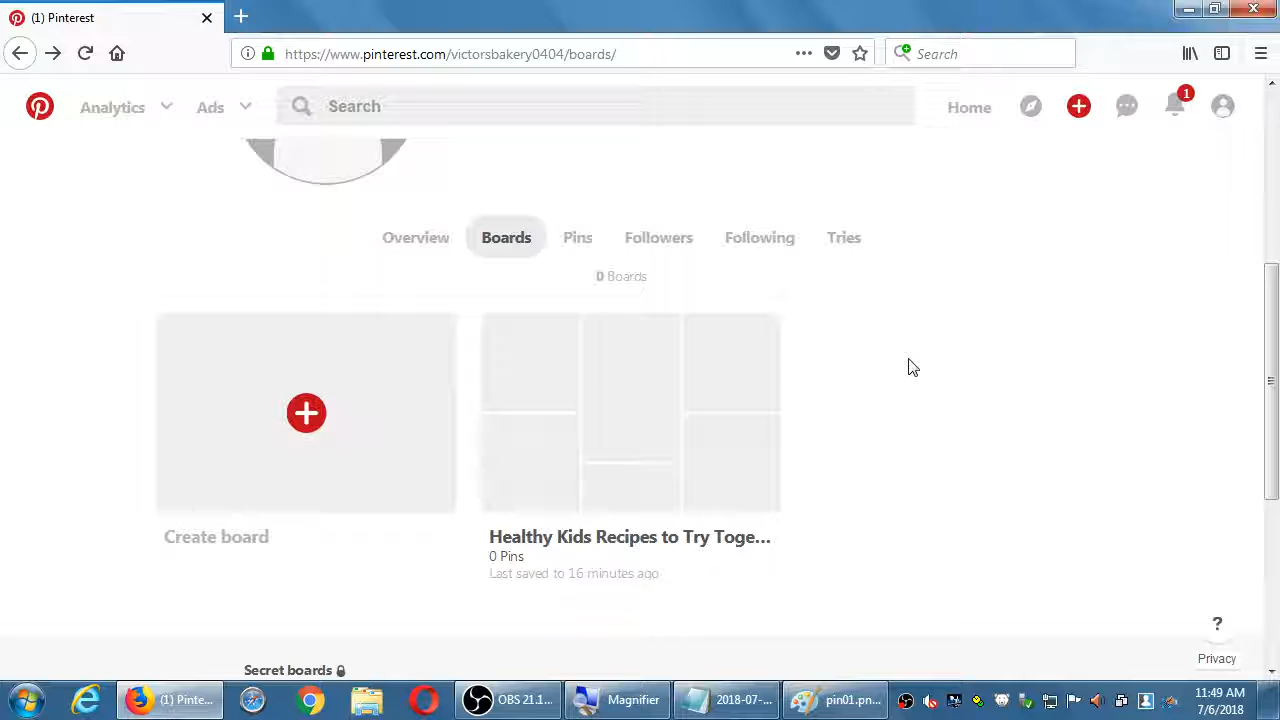 (1) Pinterest
https://www.pinterest.com/victorsbakery0404/boards/
Search
Analytics
Ads
Search
Home
1
Overview
Boards
Pins
Followers
Following
Tries
0 Boards
Create board
Healthy Kids Recipes to Try Toge...
0 Pins
Last saved to 16 minutes ago
?
Privacy
Secret boards
(1) Pinte...
OBS 21.1...
Magnifier
2018-07-...
pin01.pn...
11:49 AM
7/6/2018